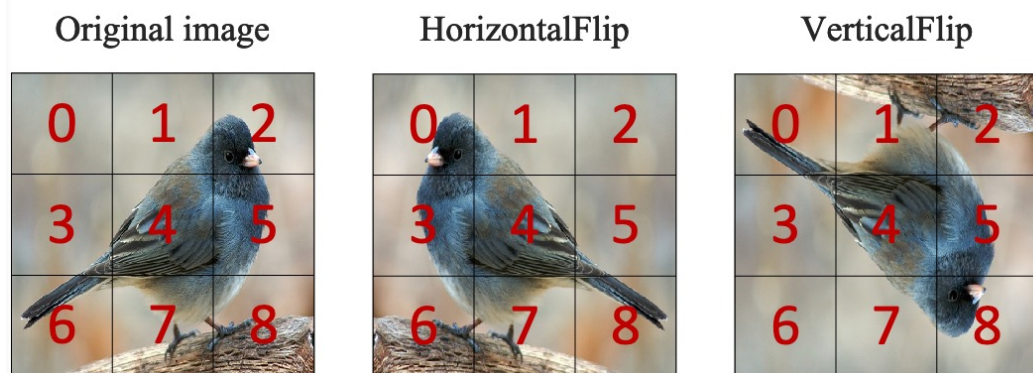 Original image HorizontalFlip VerticalFlip
0 1 2 0 1 2 0 1 2
3 4 5 3 4 5 3 4 5
6 7 8 6 7 8 6 7 8